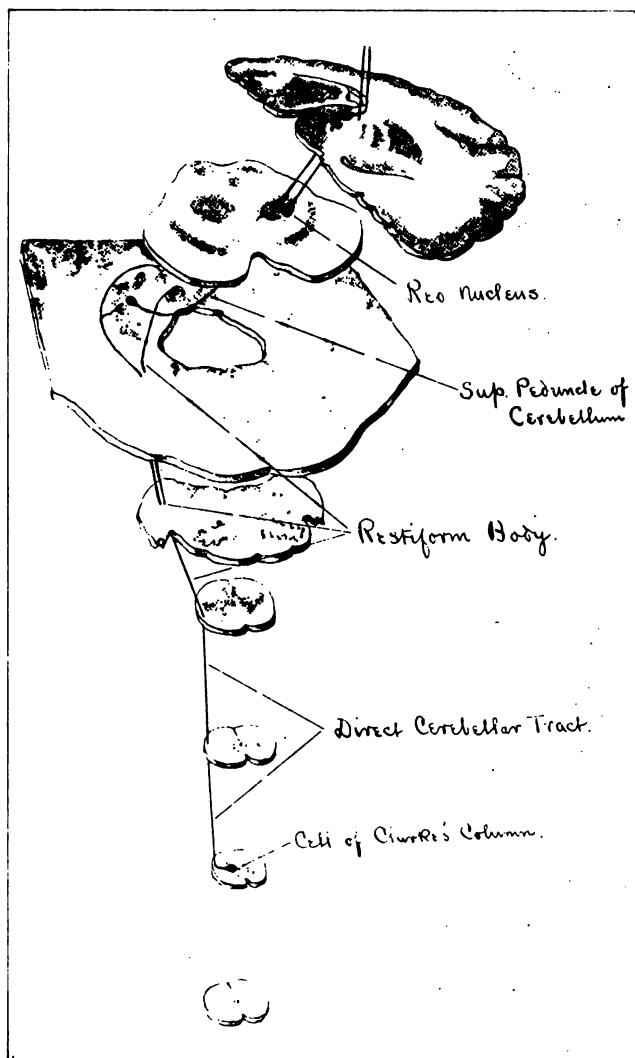 Red Nucleus.
Sup. Peduncle of
Cerebellum
Restiform Body.
Direct Cerebellar Tract.
Cell of Clarke's Column.